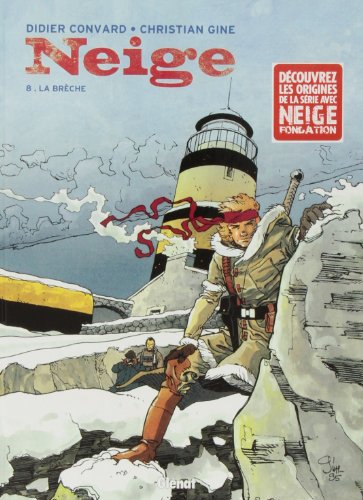 DIDIER CONVARD • CHRISTIAN GINE
Neige
8. LA BRÈCHE
DÉCOUVREZ
LES ORIGINES
DE LA SÉRIE AVEC
NEIGE
FONDATION
Glénat